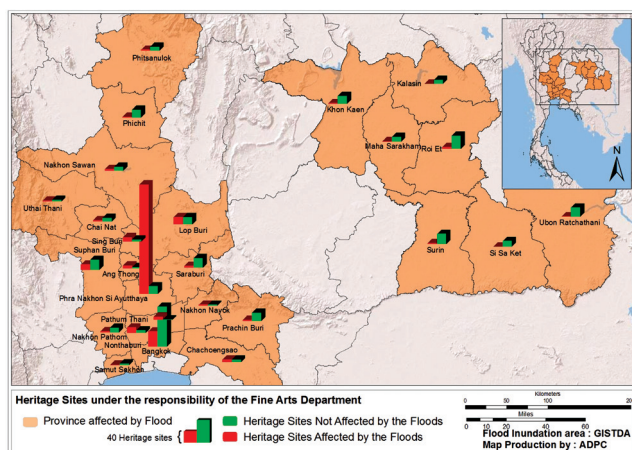 Phitsanulok
Phichit
Nakhon Sawan
Uthai Thani
Chai Nat
Sing Buri
Suphan Buri
Ang Thong
Lop Buri
Saraburi
Phra Nakhon Si Ayutthaya
Pathum Thani
Nakhon Nayok
Prachin Buri
Nakhon Pathom
Nonthaburi
Bangkok
Chachoengsao
Samut Sakhon
Kalasin
Khon Kaen
Maha Sarakham
Roi Et
Surin
Si Sa Ket
Ubon Ratchathani
N
Heritage Sites under the responsibility of the Fine Arts Department
Province affected by Flood
Heritage Sites Not Affected by the Floods
40 Heritage sites
Heritage Sites Affected by the Floods
Kilometers
0 50 100 20
Miles
0 10 20 40 60
Flood Inundation area : GISTDA
Map Production by : ADPC